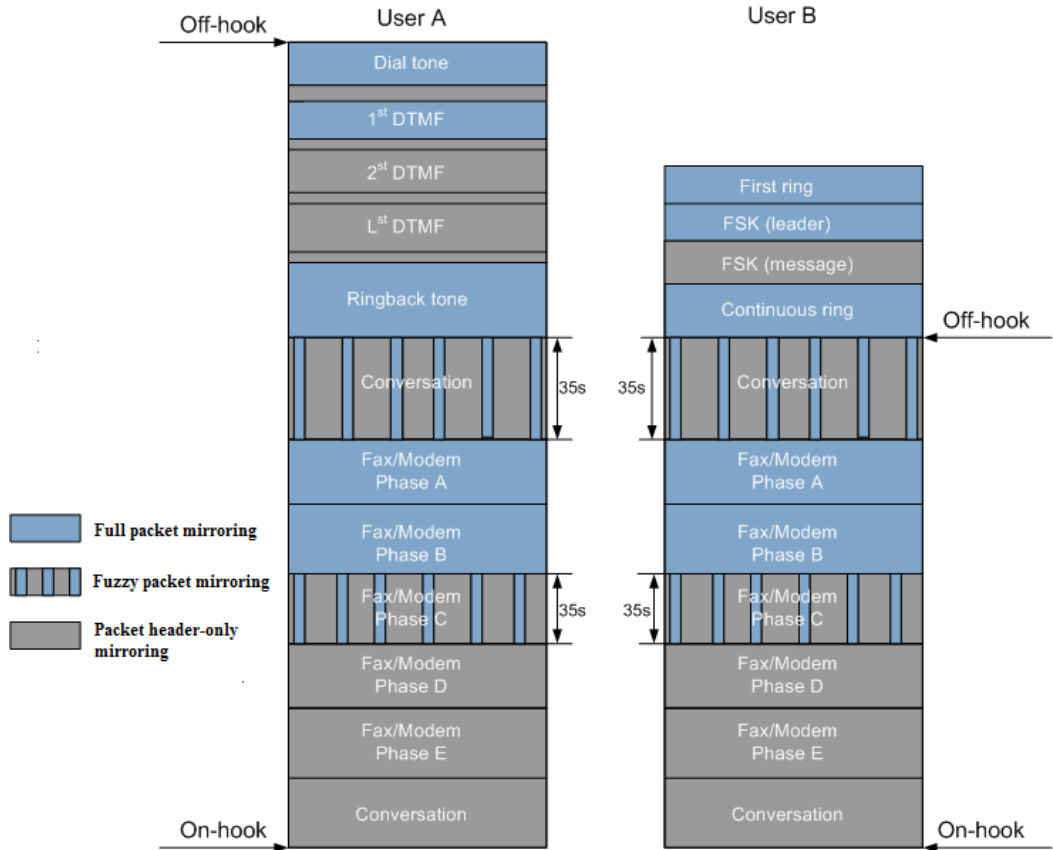 User A
User B
Off-hook
Dial tone
1st DTMF
2st DTMF
Lst DTMF
Ringback tone
First ring
FSK (leader)
FSK (message)
Continuous ring
Off-hook
Conversation
35s
35s
Conversation
Fax/Modem
Phase A
Fax/Modem
Phase A
Fax/Modem
Phase B
Fax/Modem
Phase B
Fax/Modem
Phase C
35s
35s
Fax/Modem
Phase C
Fax/Modem
Phase D
Fax/Modem
Phase D
Fax/Modem
Phase E
Fax/Modem
Phase E
Conversation
Conversation
On-hook
On-hook
Full packet mirroring
Fuzzy packet mirroring
Packet header-only
mirroring